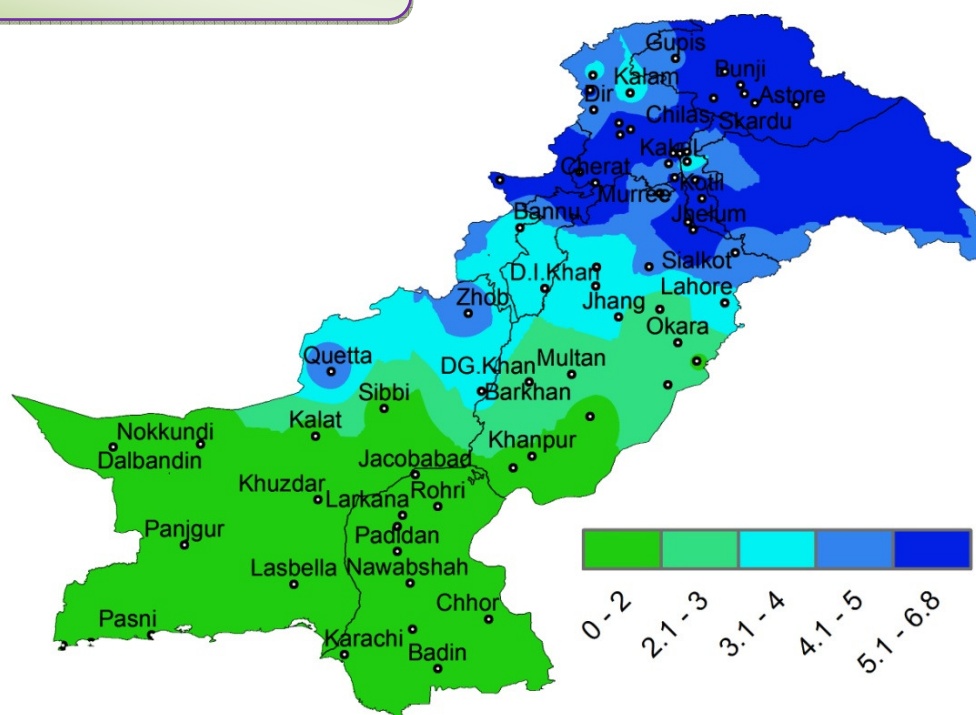 Gupis
Bunji
Kalam
Astore
Dir
Chilas
Skardu
Kakul
Cherat
Kotli
Murree
Bannu
Jhelum
Sialkot
D.I.Khan
Lahore
Zhob
Jhang
Okara
Quetta
DG.Khan
Multan
Barkhan
Sibbi
Kalat
Nokkundi
Khanpur
Dalbandin
Jacobabad
Khuzdar
Larkana
Rohri
Panjgur
Padidan
Lasbella
Nawabshah
Chhor
Pasni
Karachi
Badin
0 - 2
2.1 - 3
3.1 - 4
4.1 - 5
5.1 - 6.8